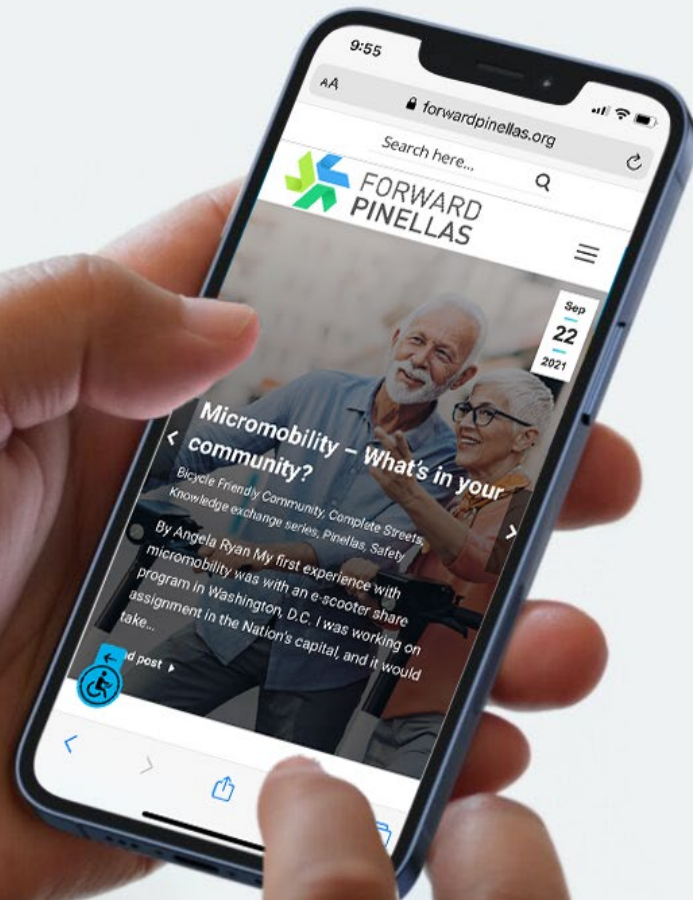 9:55
AA
forwardpinellas.org
Search here...
FORWARD
PINELLAS
Sep
22
2021
Micromobility – What's in your
community?
Bicycle Friendly Community, Complete Streets,
Knowledge exchange series, Pinellas, Safety
By Angela Ryan My first experience with
micromobility was with an e-scooter share
program in Washington, D.C. I was working on
assignment in the Nation's capital, and it would
take...
d post